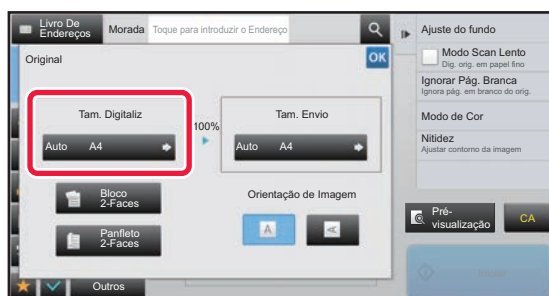 Livro De
Endereços
Morada
Toque para introduzir o Endereço
Original
OK
Tam. Digitaliz
Auto A4
100%
Tam. Envio
Auto A4
Bloco
2-Faces
Panfleto
2-Faces
Orientação de Imagem
A
A
Outros
Ajuste do fundo
Modo Scan Lento
Dig. orig. em papel fino
Ignorar Pág. Branca
Ignora pág. em branco do orig.
Modo de Cor
Nitidez
Ajustar contorno da imagem
Pré-
visualização
CA
Iniciar